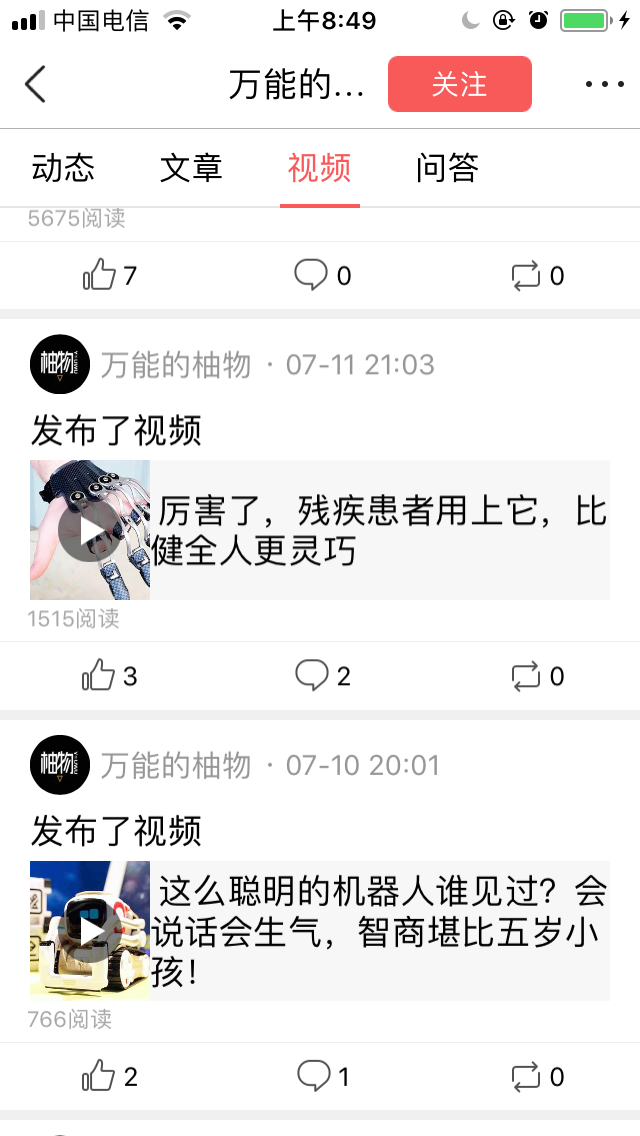 中国电信 上午8:49
万能的... 关注
动态 文章 视频 问答
5675阅读
7 0 0
柚物 YUWU 万能的柚物 · 07-11 21:03
发布了视频
厉害了，残疾患者用上它，比
健全人更灵巧
1515阅读
3 2 0
柚物 YUWU 万能的柚物 · 07-10 20:01
发布了视频
这么聪明的机器人谁见过？会
说话会生气，智商堪比五岁小
孩！
766阅读
2 1 0